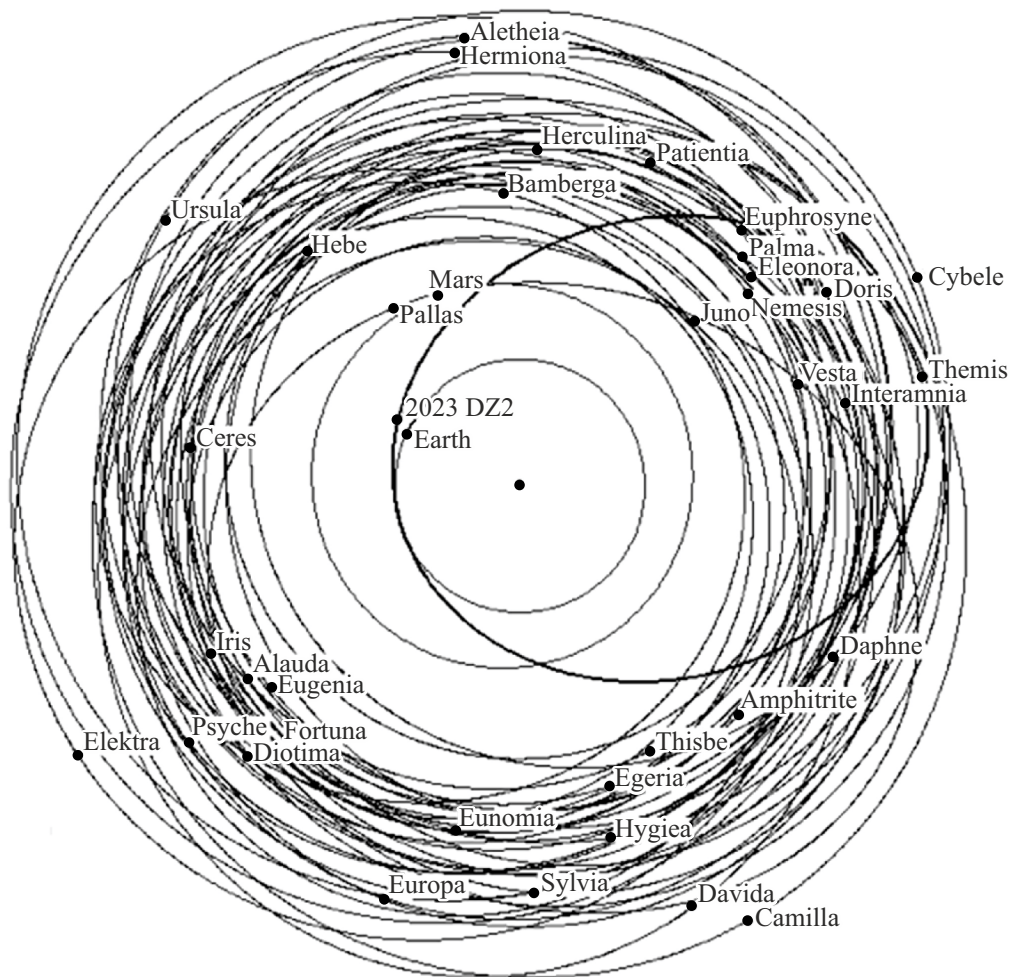 Aletheia
Hermiona
Herculina
Patientia
Bamberga
Ursula
Euphrosyne
Hebe
Palma
Eleonora
Cybele
Mars
Doris
Pallas
Juno
Nemesis
Vesta
Themis
Interamnia
2023 DZ2
Earth
Ceres
Iris
Daphne
Alauda
Eugenia
Amphitrite
Psyche
Fortuna
Elektra
Diotima
Thisbe
Egeria
Eunomia
Hygiea
Europa
Sylvia
Davida
Camilla